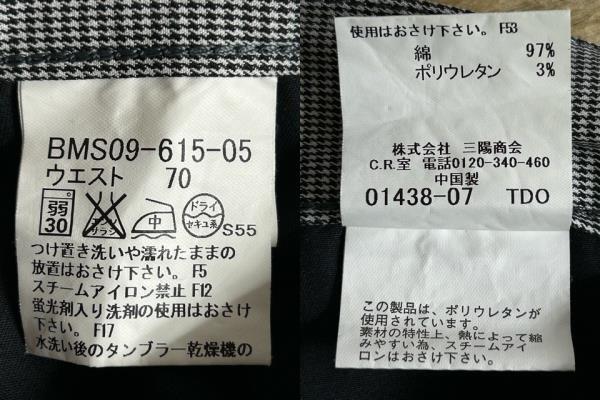 BMS09-615-05
ウエスト 70
弱
30
エンソ
サラシ
中
ドライ
セキユ系
S55
つけ置き洗いや濡れたままの
放置はおさけ下さい。F5
スチームアイロン禁止 F12
蛍光剤入り洗剤の使用はおさけ
下さい。F17
水洗い後のタンブラー乾燥機の
使用はおさけ下さい。F53
綿 97%
ポリウレタン 3%
株式会社 三陽商会
C.R.室 電話0120-340-460
中国製
01438-07 TDO
この製品は、ポリウレタンが
使用されています。
素材の特性上、熱によって縮
みやすい為、スチームアイ
ロンはおさけ下さい。